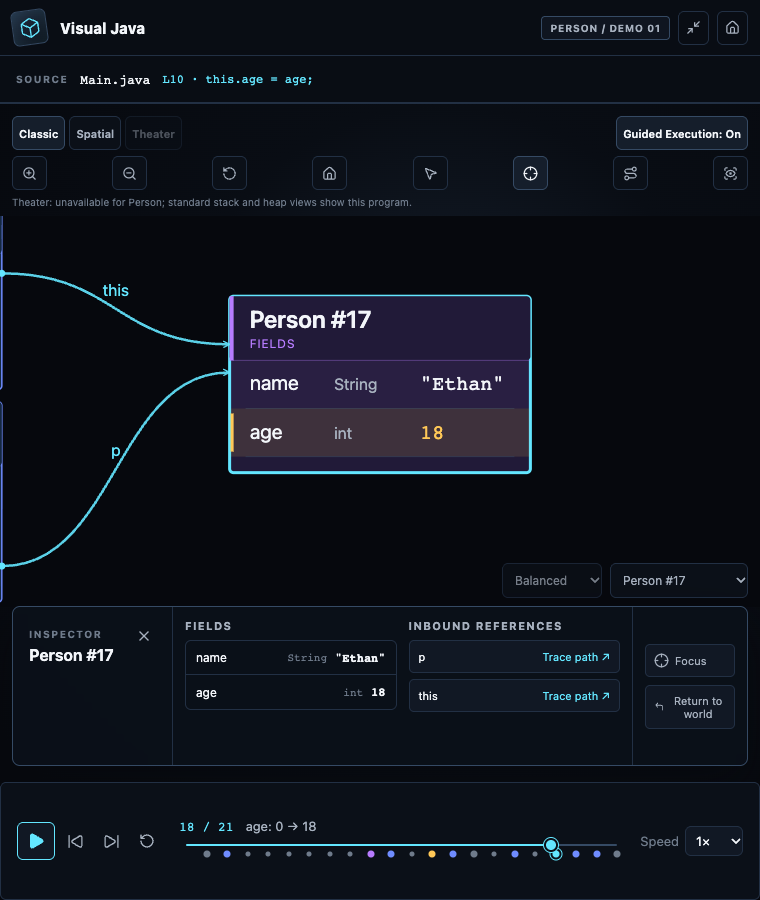 Visual Java
PERSON / DEMO 01
SOURCE Main.java L10 · this.age = age;
Classic Spatial Theater Guided Execution: On
Theater: unavailable for Person; standard stack and heap views show this program.
this
Person #17
FIELDS
name String "Ethan"
age int 18
p
Balanced Person #17
INSPECTOR
Person #17
FIELDS
name String "Ethan"
age int 18
INBOUND REFERENCES
p Trace path ↗
this Trace path ↗
Focus
Return to
world
18 / 21 age: 0 → 18
Speed 1×